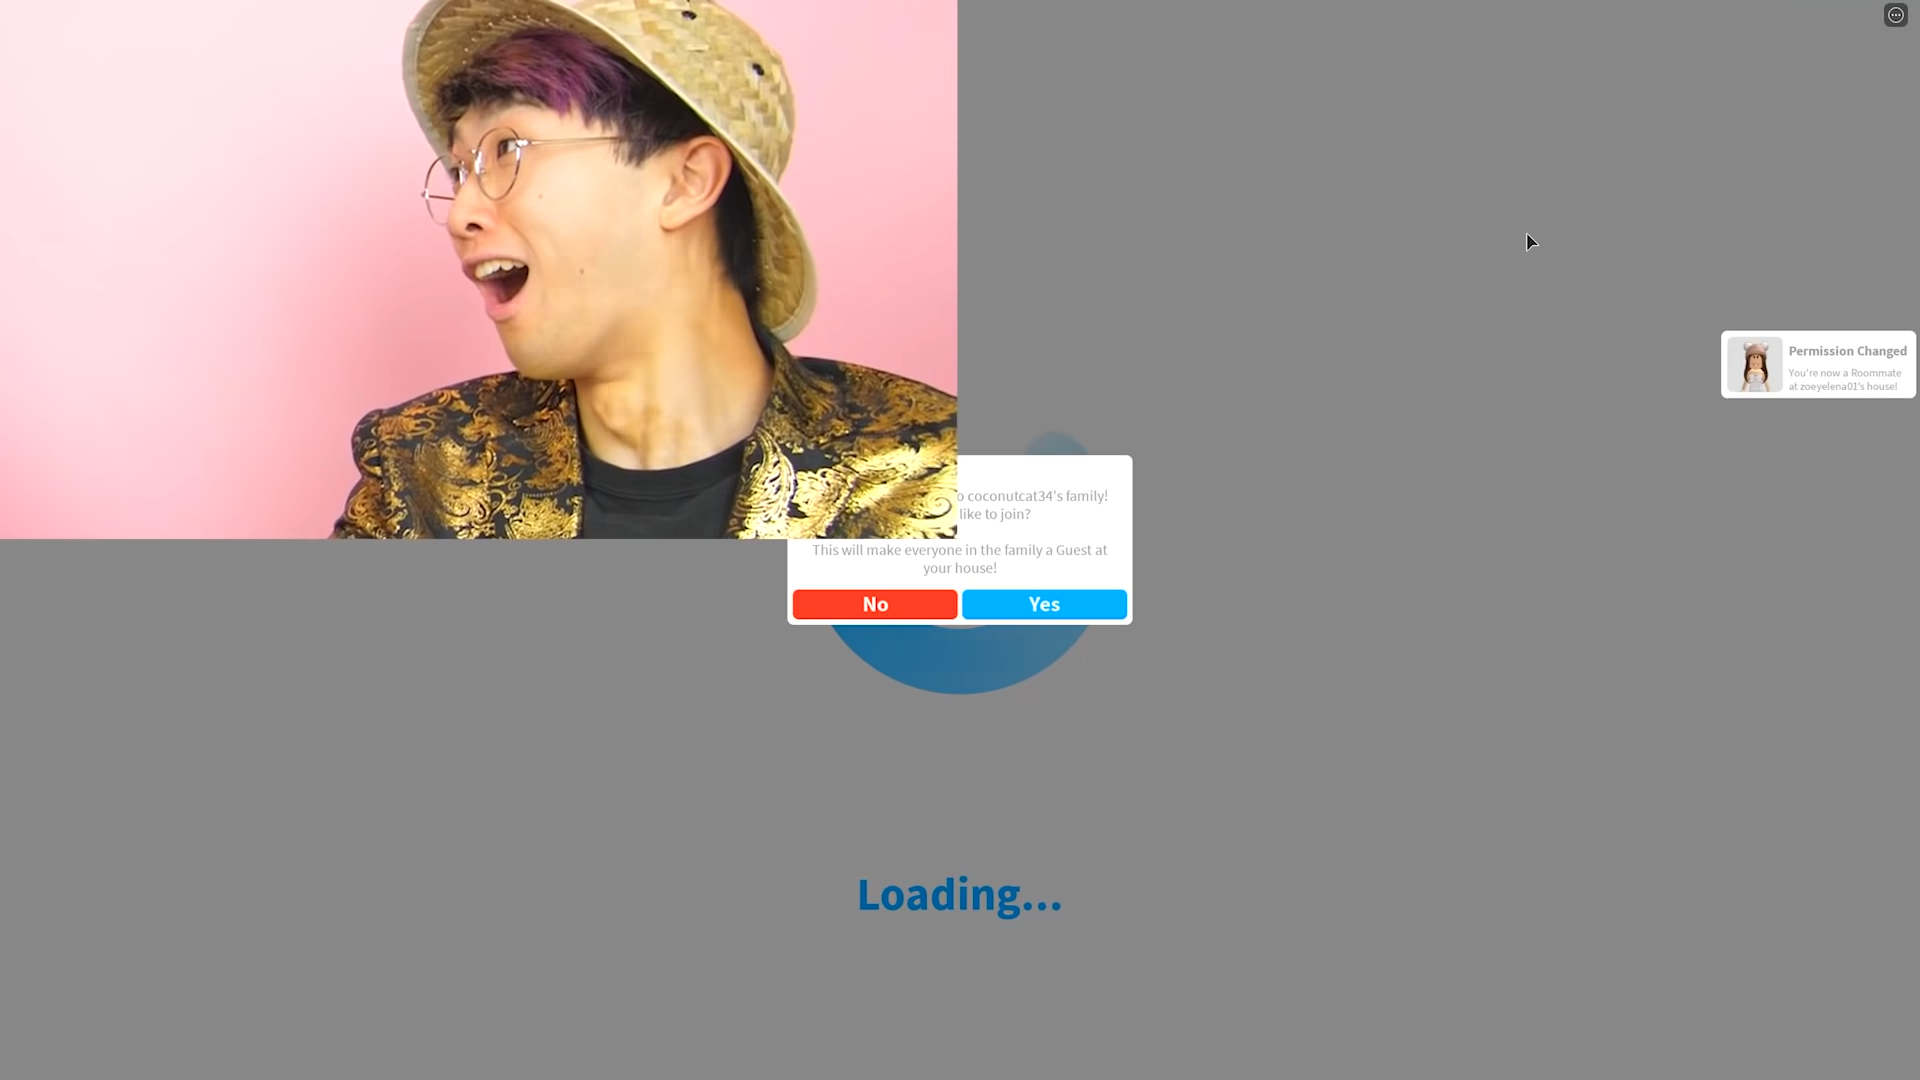 Permission Changed
You're now a Roommate
at zoeyelena01's house!
o coconutcat34's family!
like to join?
This will make everyone in the family a Guest at
your house!
No
Yes
Loading...